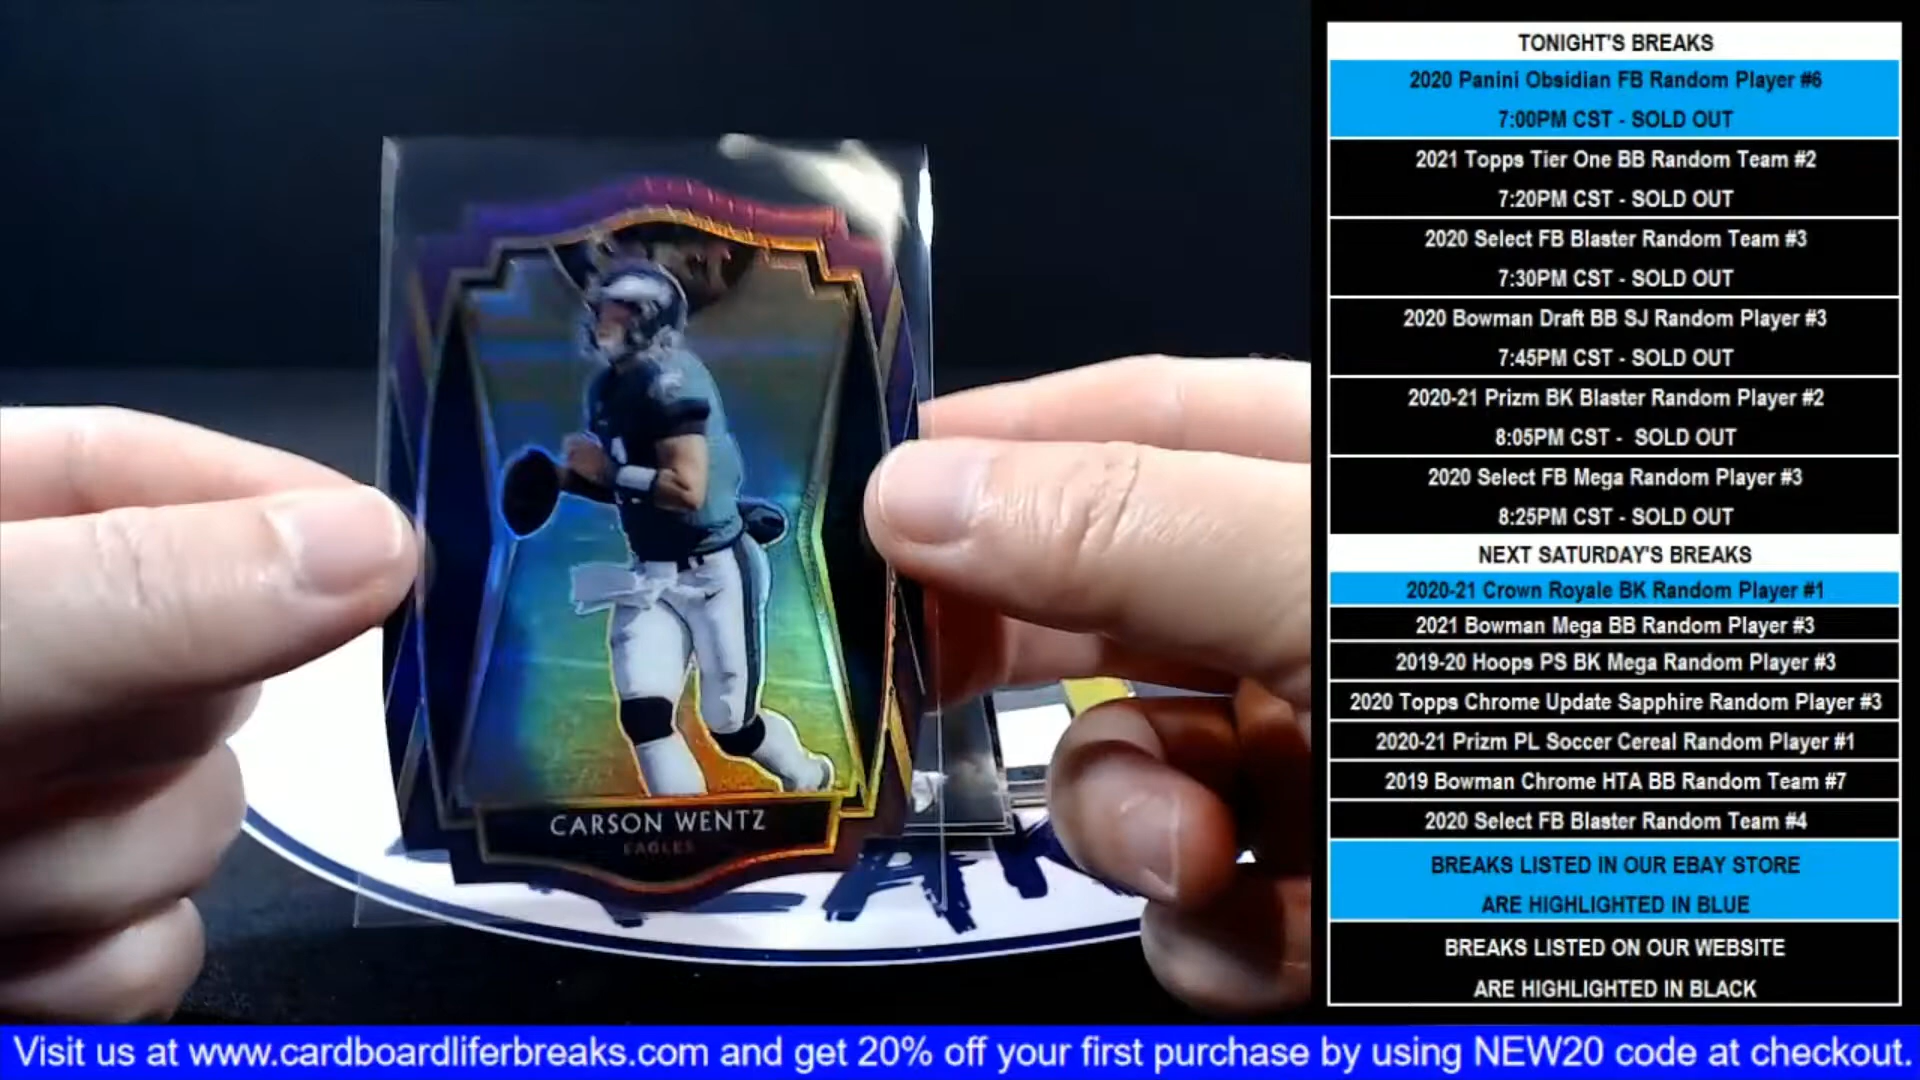 CARSON WENTZ
EAGLES
TONIGHT'S BREAKS
2020 Panini Obsidian FB Random Player #6
7:00PM CST - SOLD OUT
2021 Topps Tier One BB Random Team #2
7:20PM CST - SOLD OUT
2020 Select FB Blaster Random Team #3
7:30PM CST - SOLD OUT
2020 Bowman Draft BB SJ Random Player #3
7:45PM CST - SOLD OUT
2020-21 Prizm BK Blaster Random Player #2
8:05PM CST - SOLD OUT
2020 Select FB Mega Random Player #3
8:25PM CST - SOLD OUT
NEXT SATURDAY'S BREAKS
2020-21 Crown Royale BK Random Player #1
2021 Bowman Mega BB Random Player #3
2019-20 Hoops PS BK Mega Random Player #3
2020 Topps Chrome Update Sapphire Random Player #3
2020-21 Prizm PL Soccer Cereal Random Player #1
2019 Bowman Chrome HTA BB Random Team #7
2020 Select FB Blaster Random Team #4
BREAKS LISTED IN OUR EBAY STORE
ARE HIGHLIGHTED IN BLUE
BREAKS LISTED ON OUR WEBSITE
ARE HIGHLIGHTED IN BLACK
Visit us at www.cardboardliferbreaks.com and get 20% off your first purchase by using NEW20 code at checkout.